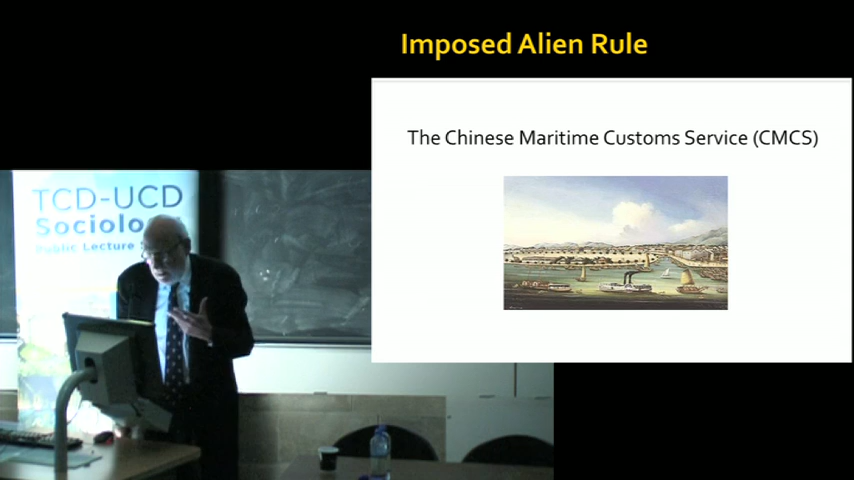 Imposed Alien Rule
The Chinese Maritime Customs Service (CMCS)
TCD-UCD
Sociolo
Public Lecture